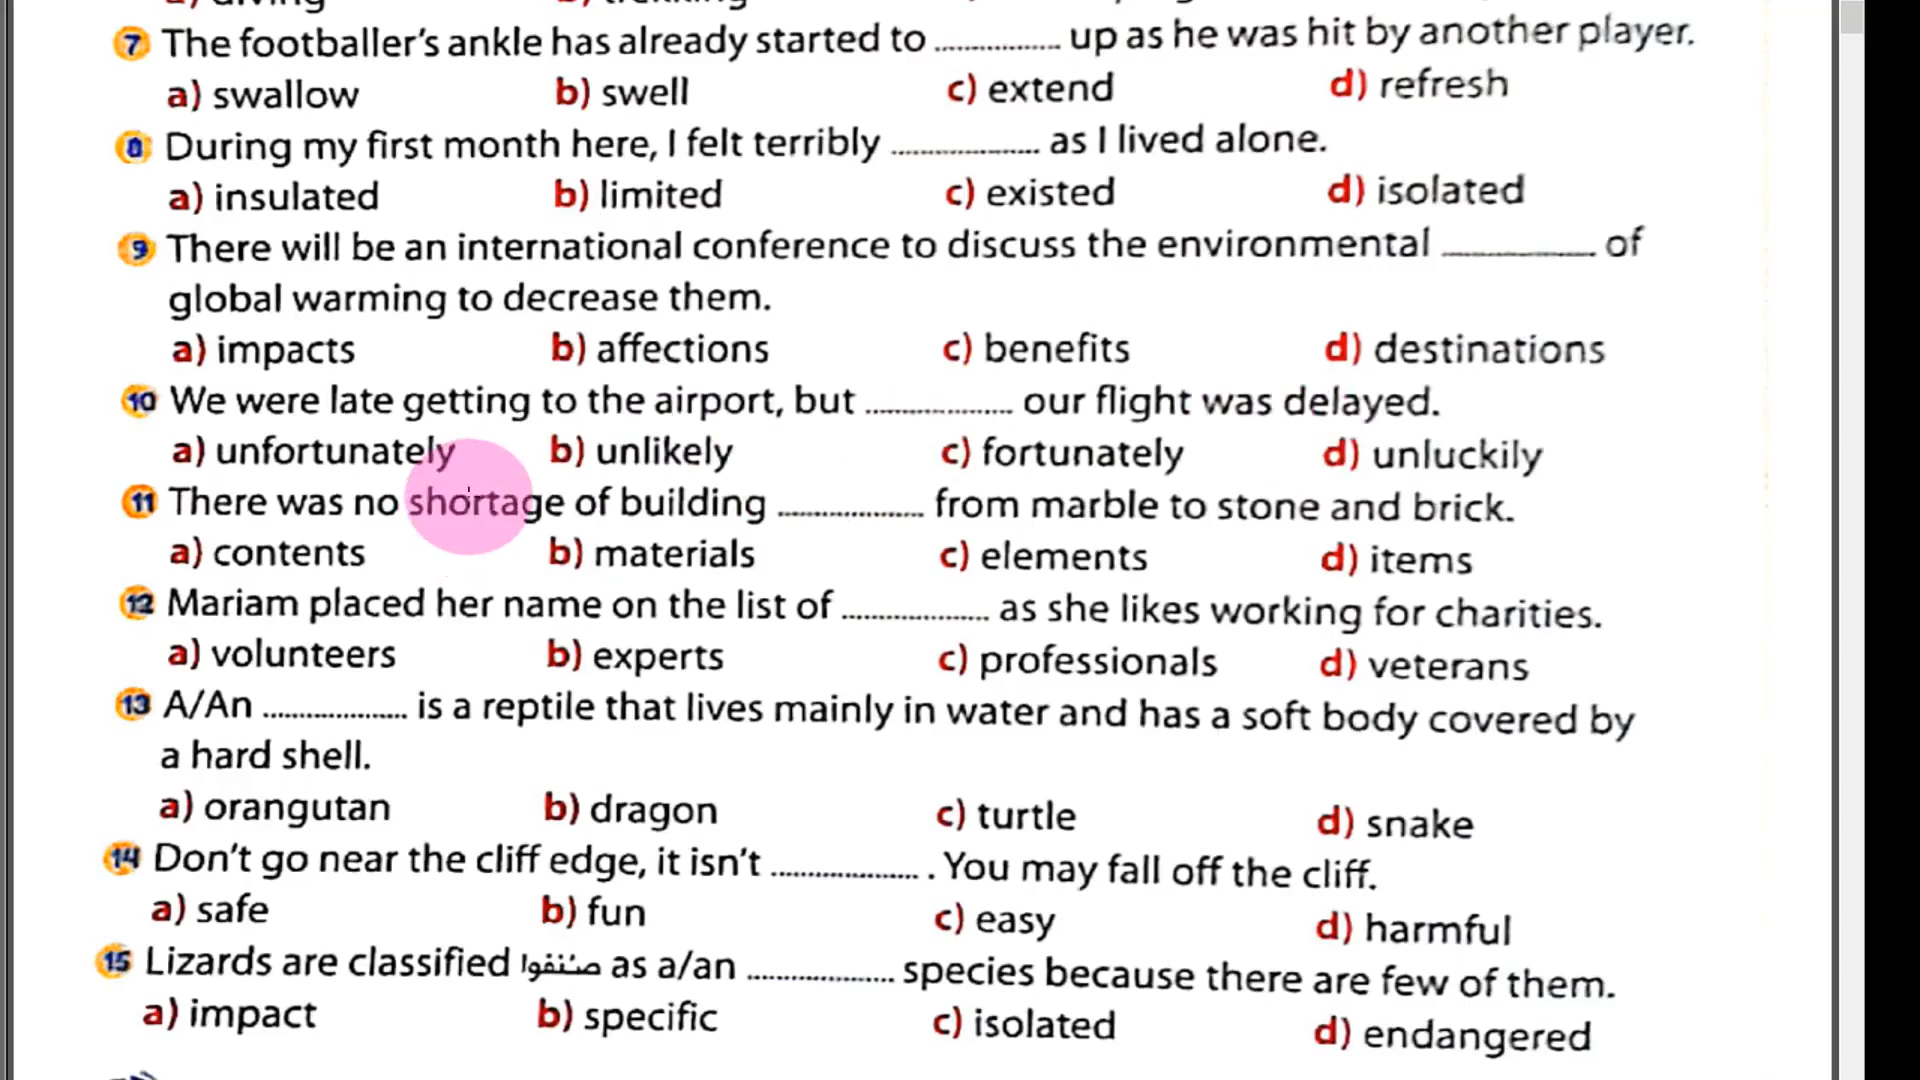 a) diving
7 The footballer's ankle has already started to ................ up as he was hit by another player.
a) swallow b) swell c) extend d) refresh
8 During my first month here, I felt terribly ................ as I lived alone.
a) insulated b) limited c) existed d) isolated
9 There will be an international conference to discuss the environmental ................ of
global warming to decrease them.
a) impacts b) affections c) benefits d) destinations
10 We were late getting to the airport, but ................ our flight was delayed.
a) unfortunately b) unlikely c) fortunately d) unluckily
11 There was no shortage of building ................ from marble to stone and brick.
a) contents b) materials c) elements d) items
12 Mariam placed her name on the list of ................ as she likes working for charities.
a) volunteers b) experts c) professionals d) veterans
13 A/An ................ is a reptile that lives mainly in water and has a soft body covered by
a hard shell.
a) orangutan b) dragon c) turtle d) snake
14 Don't go near the cliff edge, it isn't ................ . You may fall off the cliff.
a) safe b) fun c) easy d) harmful
15 Lizards are classified صُنّفوا as a/an ................ species because there are few of them.
a) impact b) specific c) isolated d) endangered